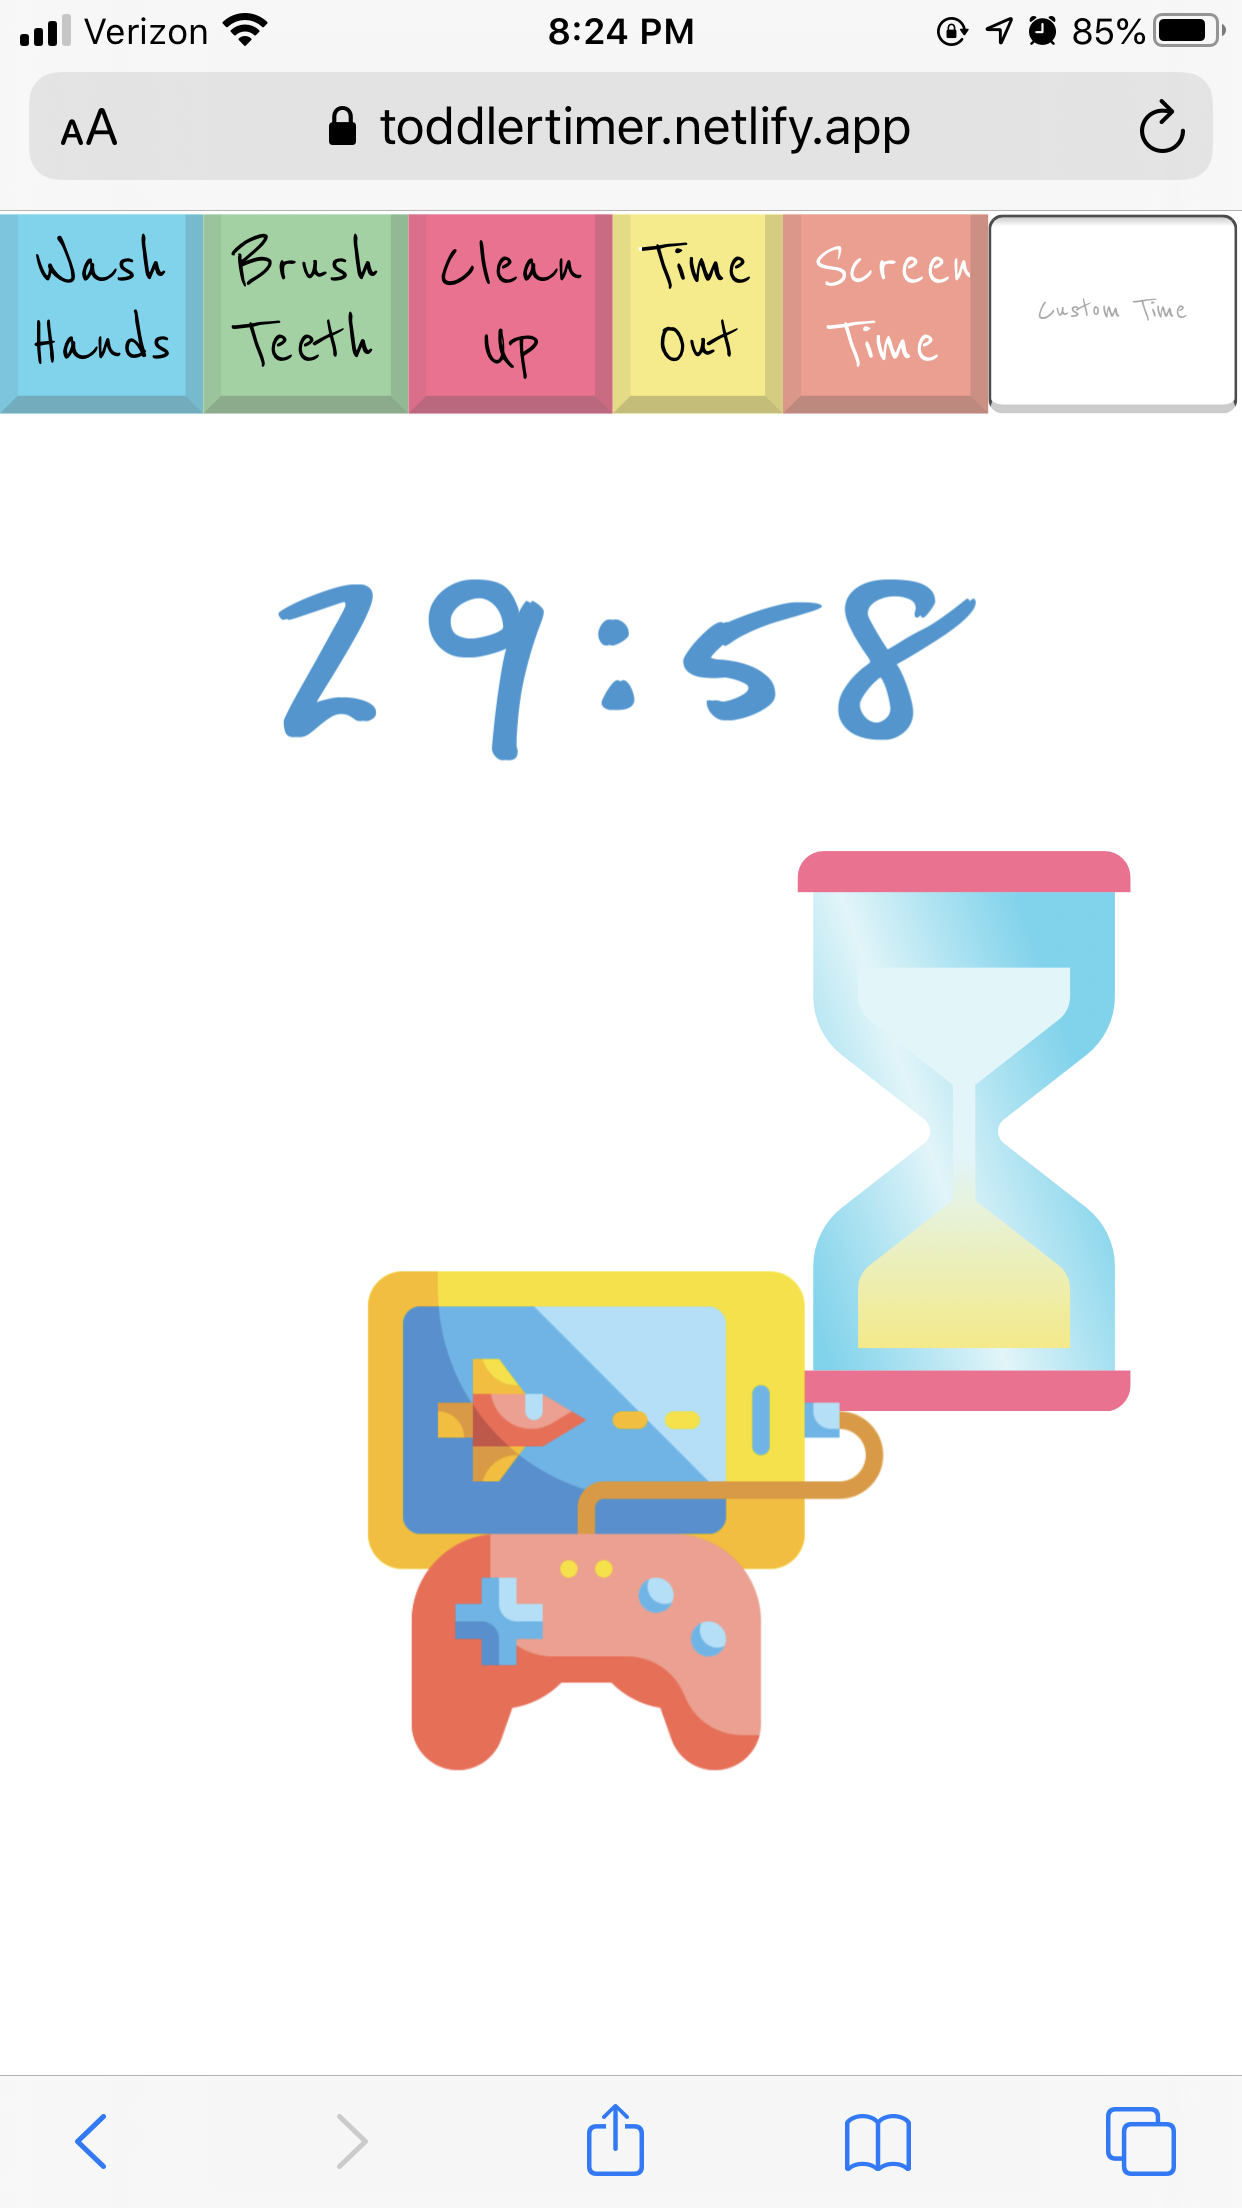 Verizon 8:24 PM 85%
AA toddlertimer.netlify.app
Wash
Hands
Brush
Teeth
Clean
Up
Time
Out
Screen
Time
Custom Time
29:58